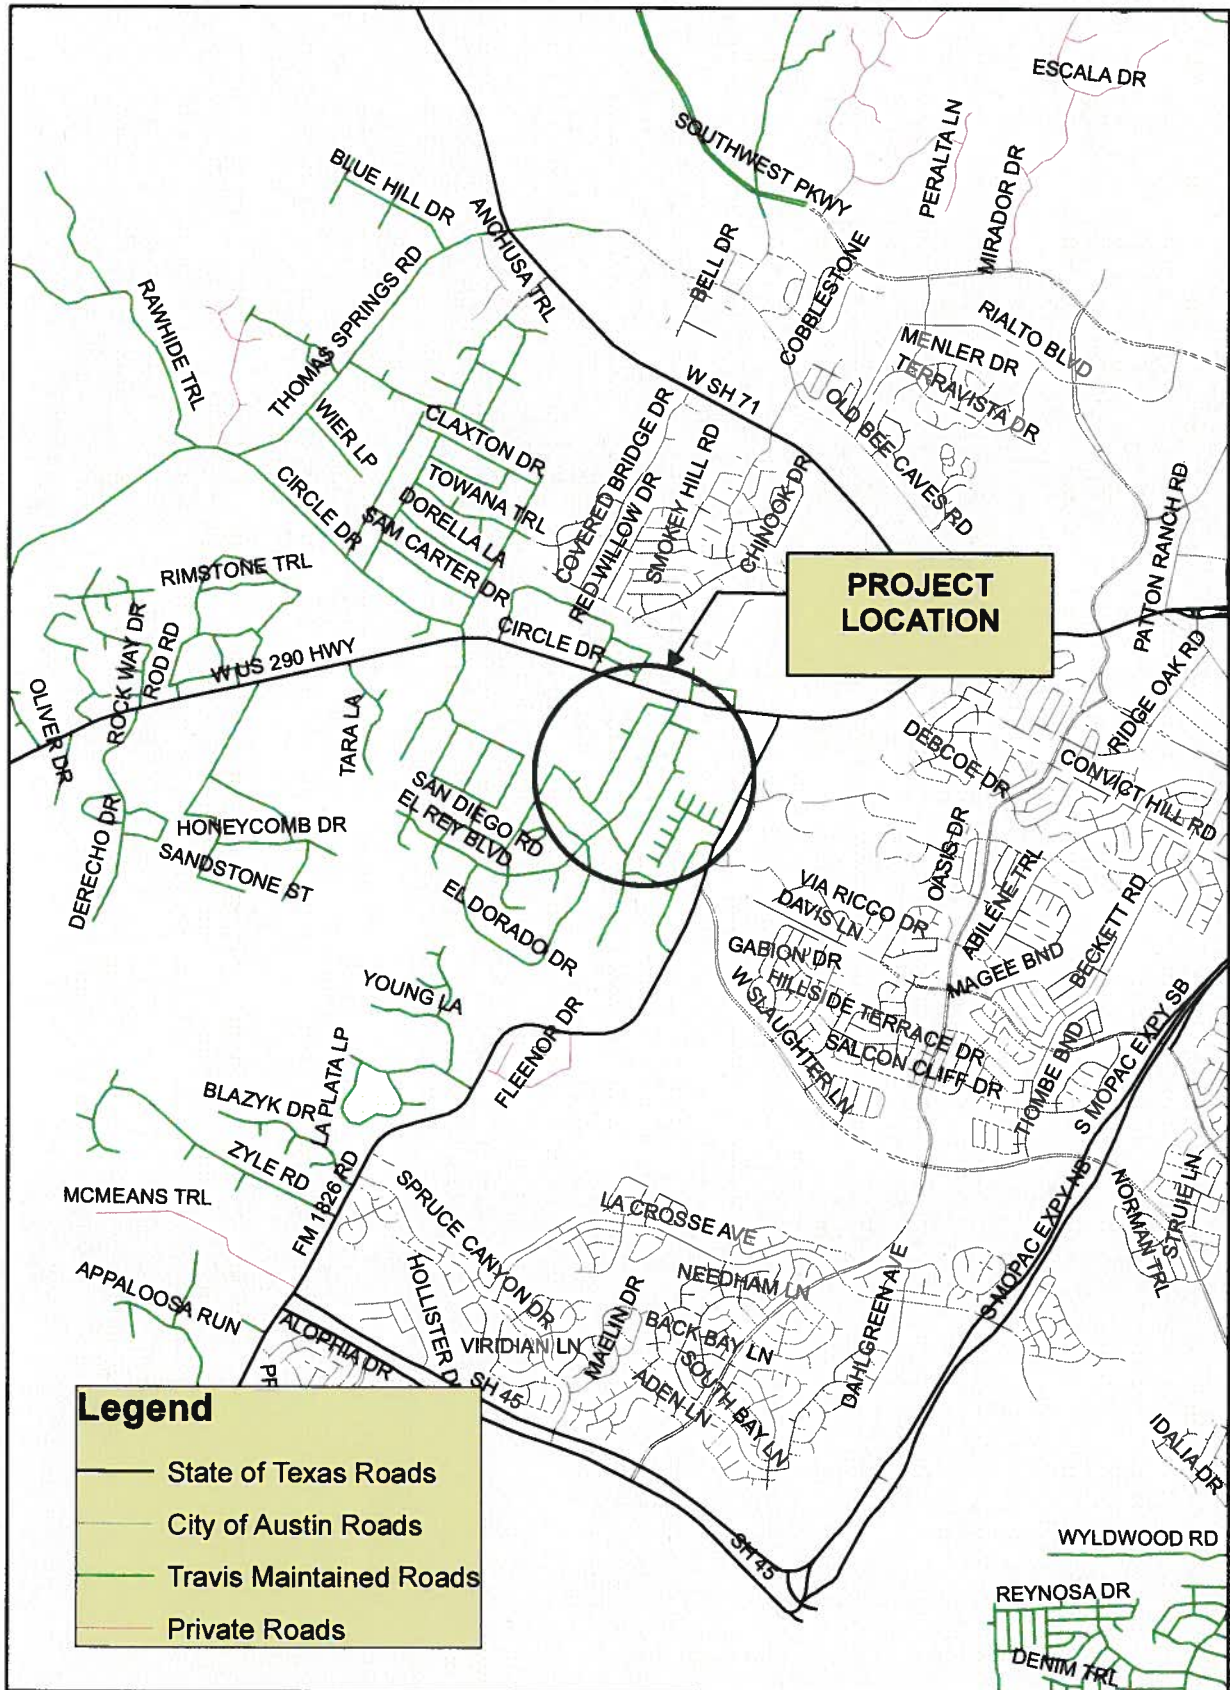 ESCALA DR
SOUTHWEST PKWY
PERALTA LN
MIRADOR DR
BLUE HILL DR
ANCHUSA TRL
BELL DR
COBBLESTONE
RAWHIDE TRL
THOMAS SPRINGS RD
RIALTO BLVD
MENLER DR
TERRAVISTA DR
W SH 71
OLD BEE CAVES RD
WIER LP
CLAXTON DR
TOWANA TRL
DORELLA LA
SAM CARTER DR
CIRCLE DR
COVERED BRIDGE DR
RED WILLOW DR
SMOKEY HILL RD
CHINOOK DR
PATTON RANCH RD
PROJECT
LOCATION
RIMSTONE TRL
ROCK WAY DR
ROD RD
W US 290 HWY
CIRCLE DR
OLIVER DR
TARA LA
RIDGE OAK RD
DEBCOE DR
CONVICT HILL RD
SAN DIEGO RD
EL REY BLVD
HONEYCOMB DR
SANDSTONE ST
DERECHO DR
EL DORADO DR
OASIS DR
ABILENE TRL
VIA RICCO DR
DAVIS LN
BECKETT RD
GABION DR
MAGEE BND
HILLSIDE TERRACE DR
W SLAUGHTER LN
SALCON CLIFF DR
TIOMBE BND
S MOPAC EXPY SB
YOUNG LA
FLEENOR DR
LA PLATA LP
BLAZYK DR
ZYLE RD
MCMEANS TRL
FM 1826 RD
SPRUCE CANYON DR
LA CROSSE AVE
S MOPAC EXPY NB
NORMAN TRL
STRUIE LN
APPALOOSA RUN
ALOPHIA DR
HOLLISTER
VIRIDIAN LN
MAELIN DR
NEEDHAM LN
BACK BAY LN
SOUTH BAY LN
ADEN LN
DAHLGREEN AVE
SH 45
IDALIA DR
SH 45
Legend
State of Texas Roads
City of Austin Roads
Travis Maintained Roads
Private Roads
WYLDWOOD RD
REYNOSA DR
DENIM TRL